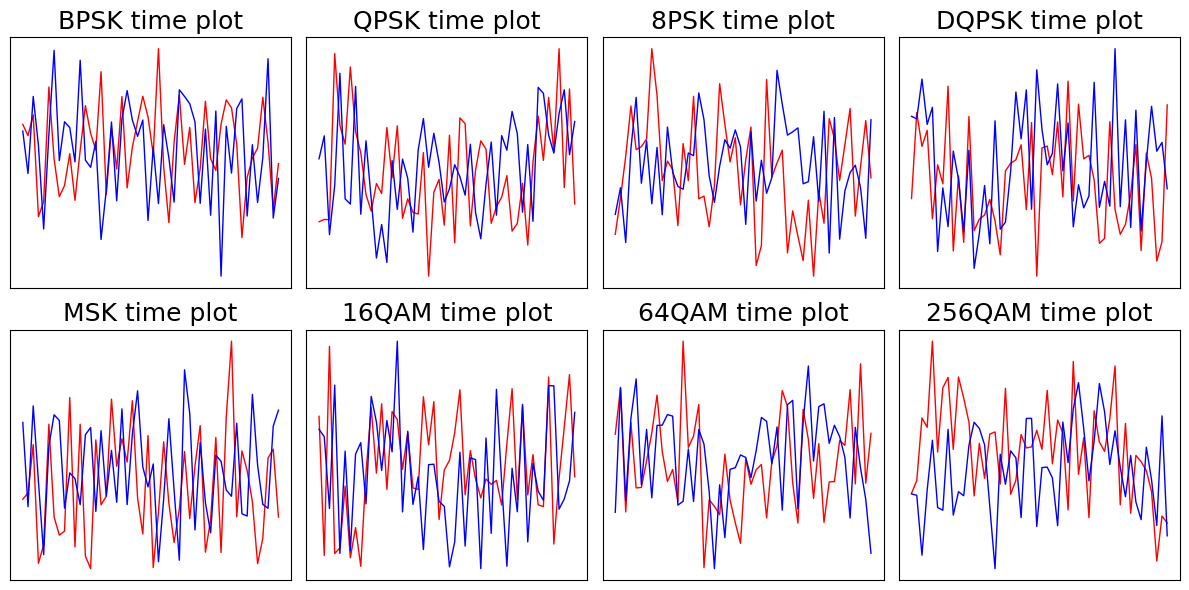 BPSK time plot
QPSK time plot
8PSK time plot
DQPSK time plot
MSK time plot
16QAM time plot
64QAM time plot
256QAM time plot